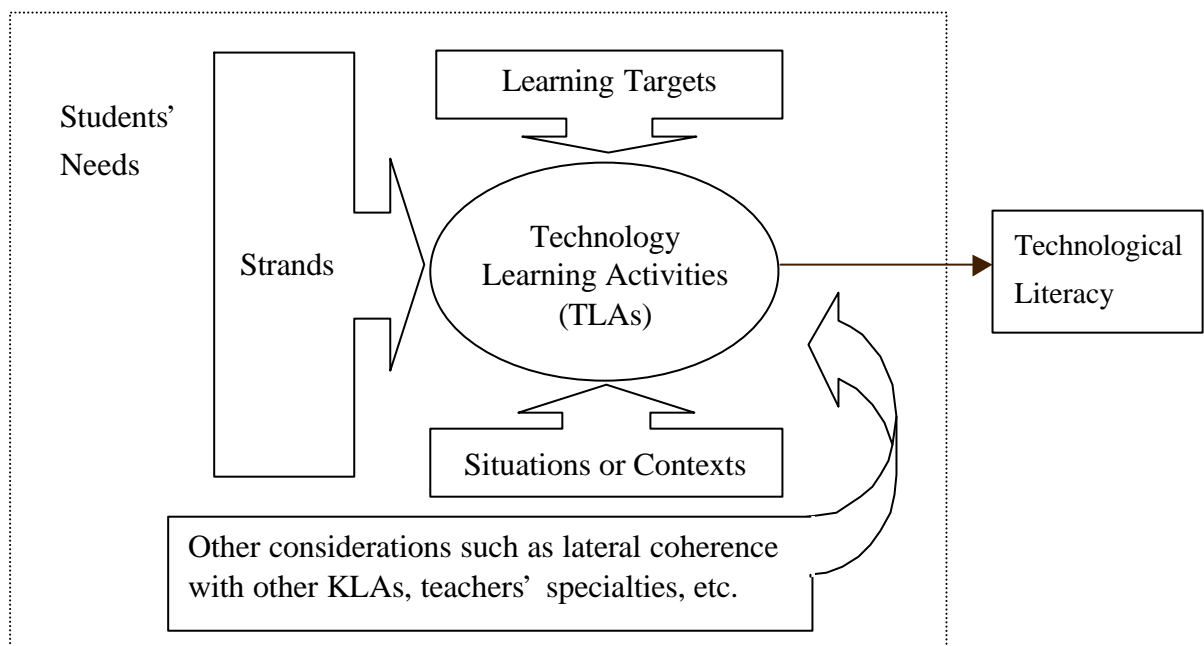 Learning Targets
Students’
Needs
Strands
Technology
Learning Activities
(TLAs)
Technological
Literacy
Situations or Contexts
Other considerations such as lateral coherence
with other KLAs, teachers’ specialties, etc.